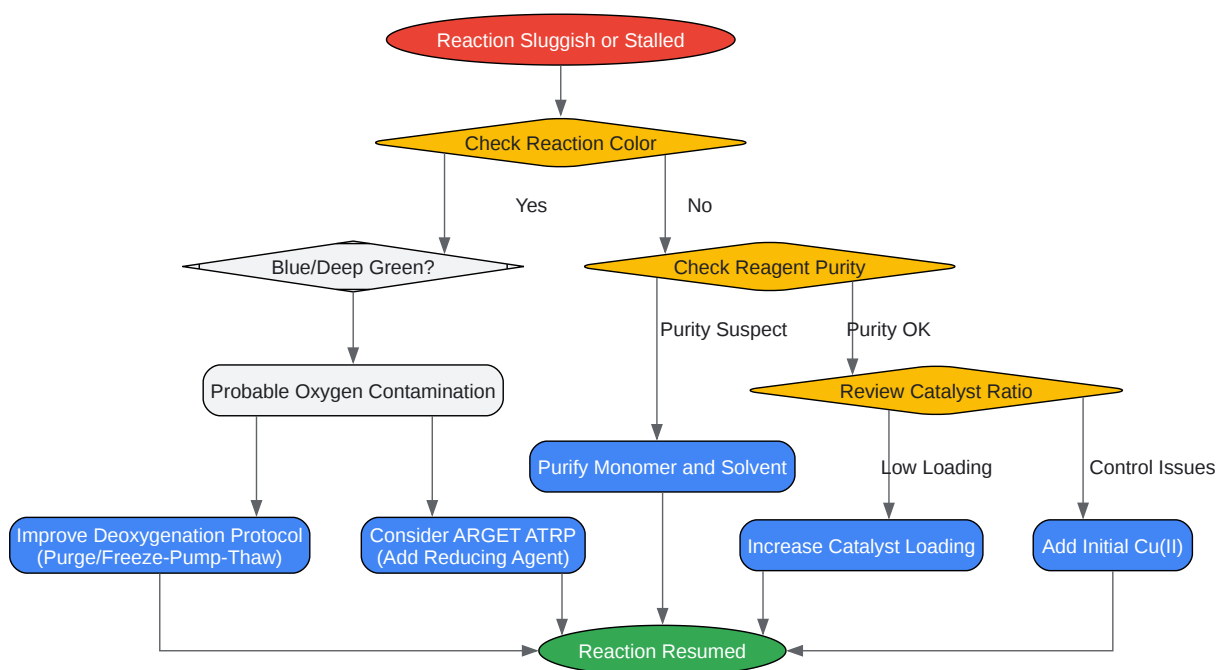 Reaction Sluggish or Stalled
Check Reaction Color
Yes
No
Blue/Deep Green?
Check Reagent Purity
Purity Suspect
Purity OK
Probable Oxygen Contamination
Review Catalyst Ratio
Purify Monomer and Solvent
Low Loading
Control Issues
Improve Deoxygenation Protocol
(Purge/Freeze-Pump-Thaw)
Consider ARGET ATRP
(Add Reducing Agent)
Increase Catalyst Loading
Add Initial Cu(II)
Reaction Resumed